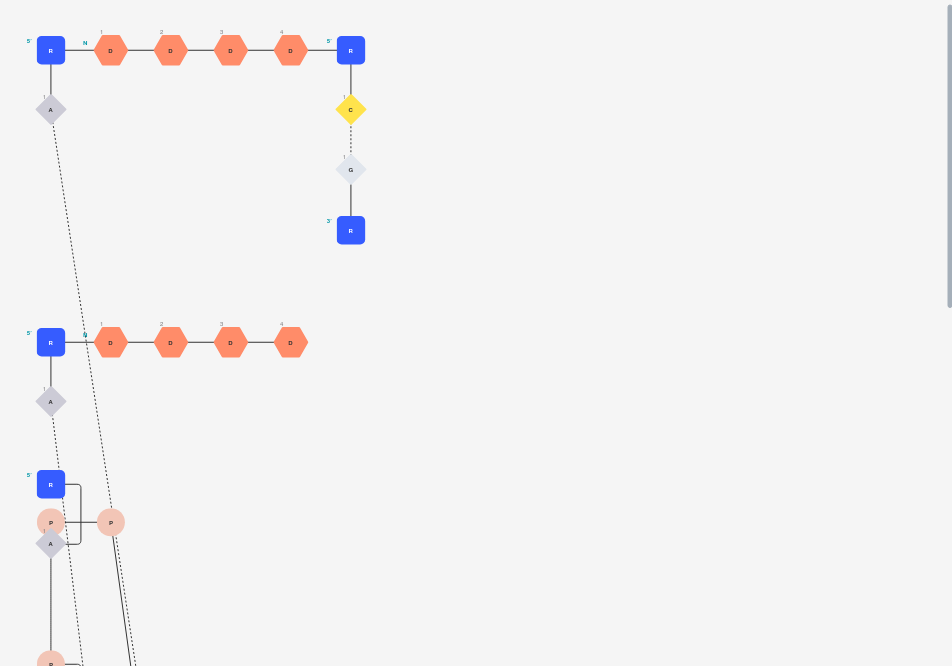 1 2 3 4
5' R N D D D D 5' R
1 A 1 C
1 G
3' R
1 2 3 4
5' R N D D D D
1 A
5' R
P P
1 A
P